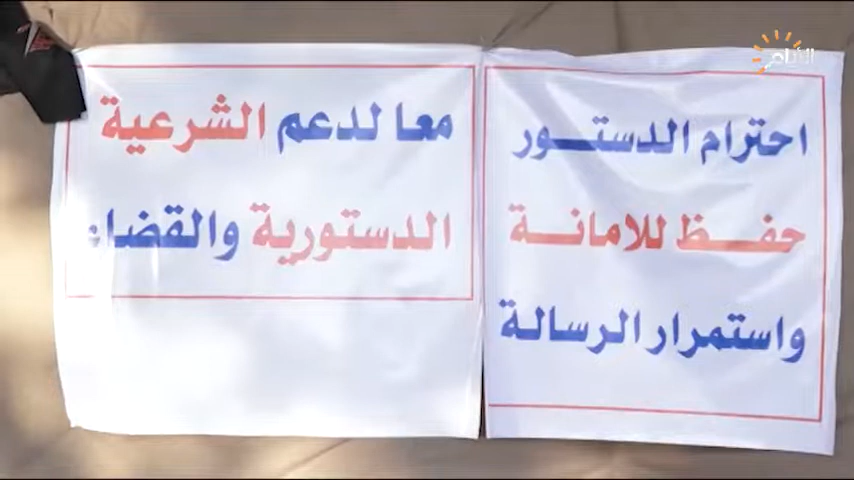 احترام الدستور
حفظ للامانة
واستمرار الرسالة
معا لدعم الشرعية
الدستورية والقضاء